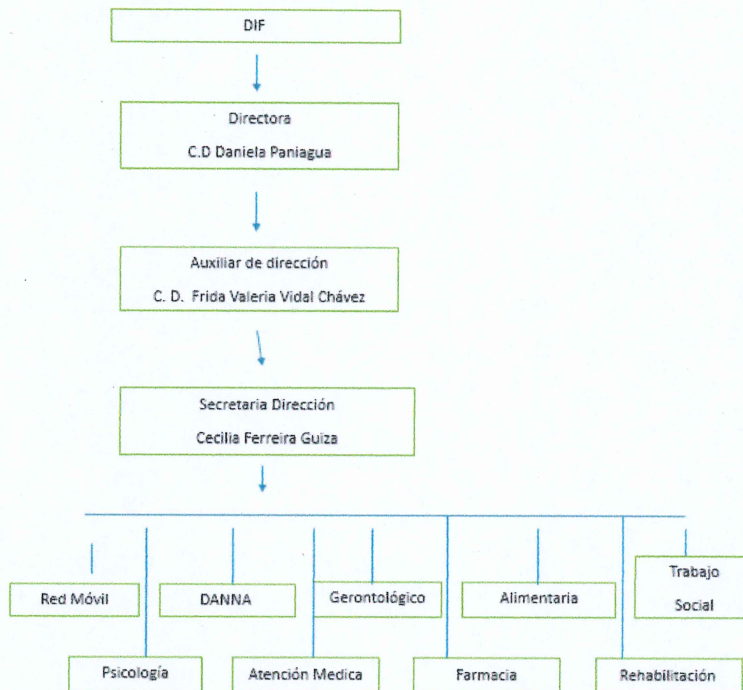 DIF
Directora
C.D Daniela Paniagua
Auxiliar de dirección
C. D. Frida Valeria Vidal Chávez
Secretaria Dirección
Cecilia Ferreira Guiza
Red Móvil
DANNA
Gerontológico
Alimentaria
Trabajo
Social
Psicología
Atención Medica
Farmacia
Rehabilitación